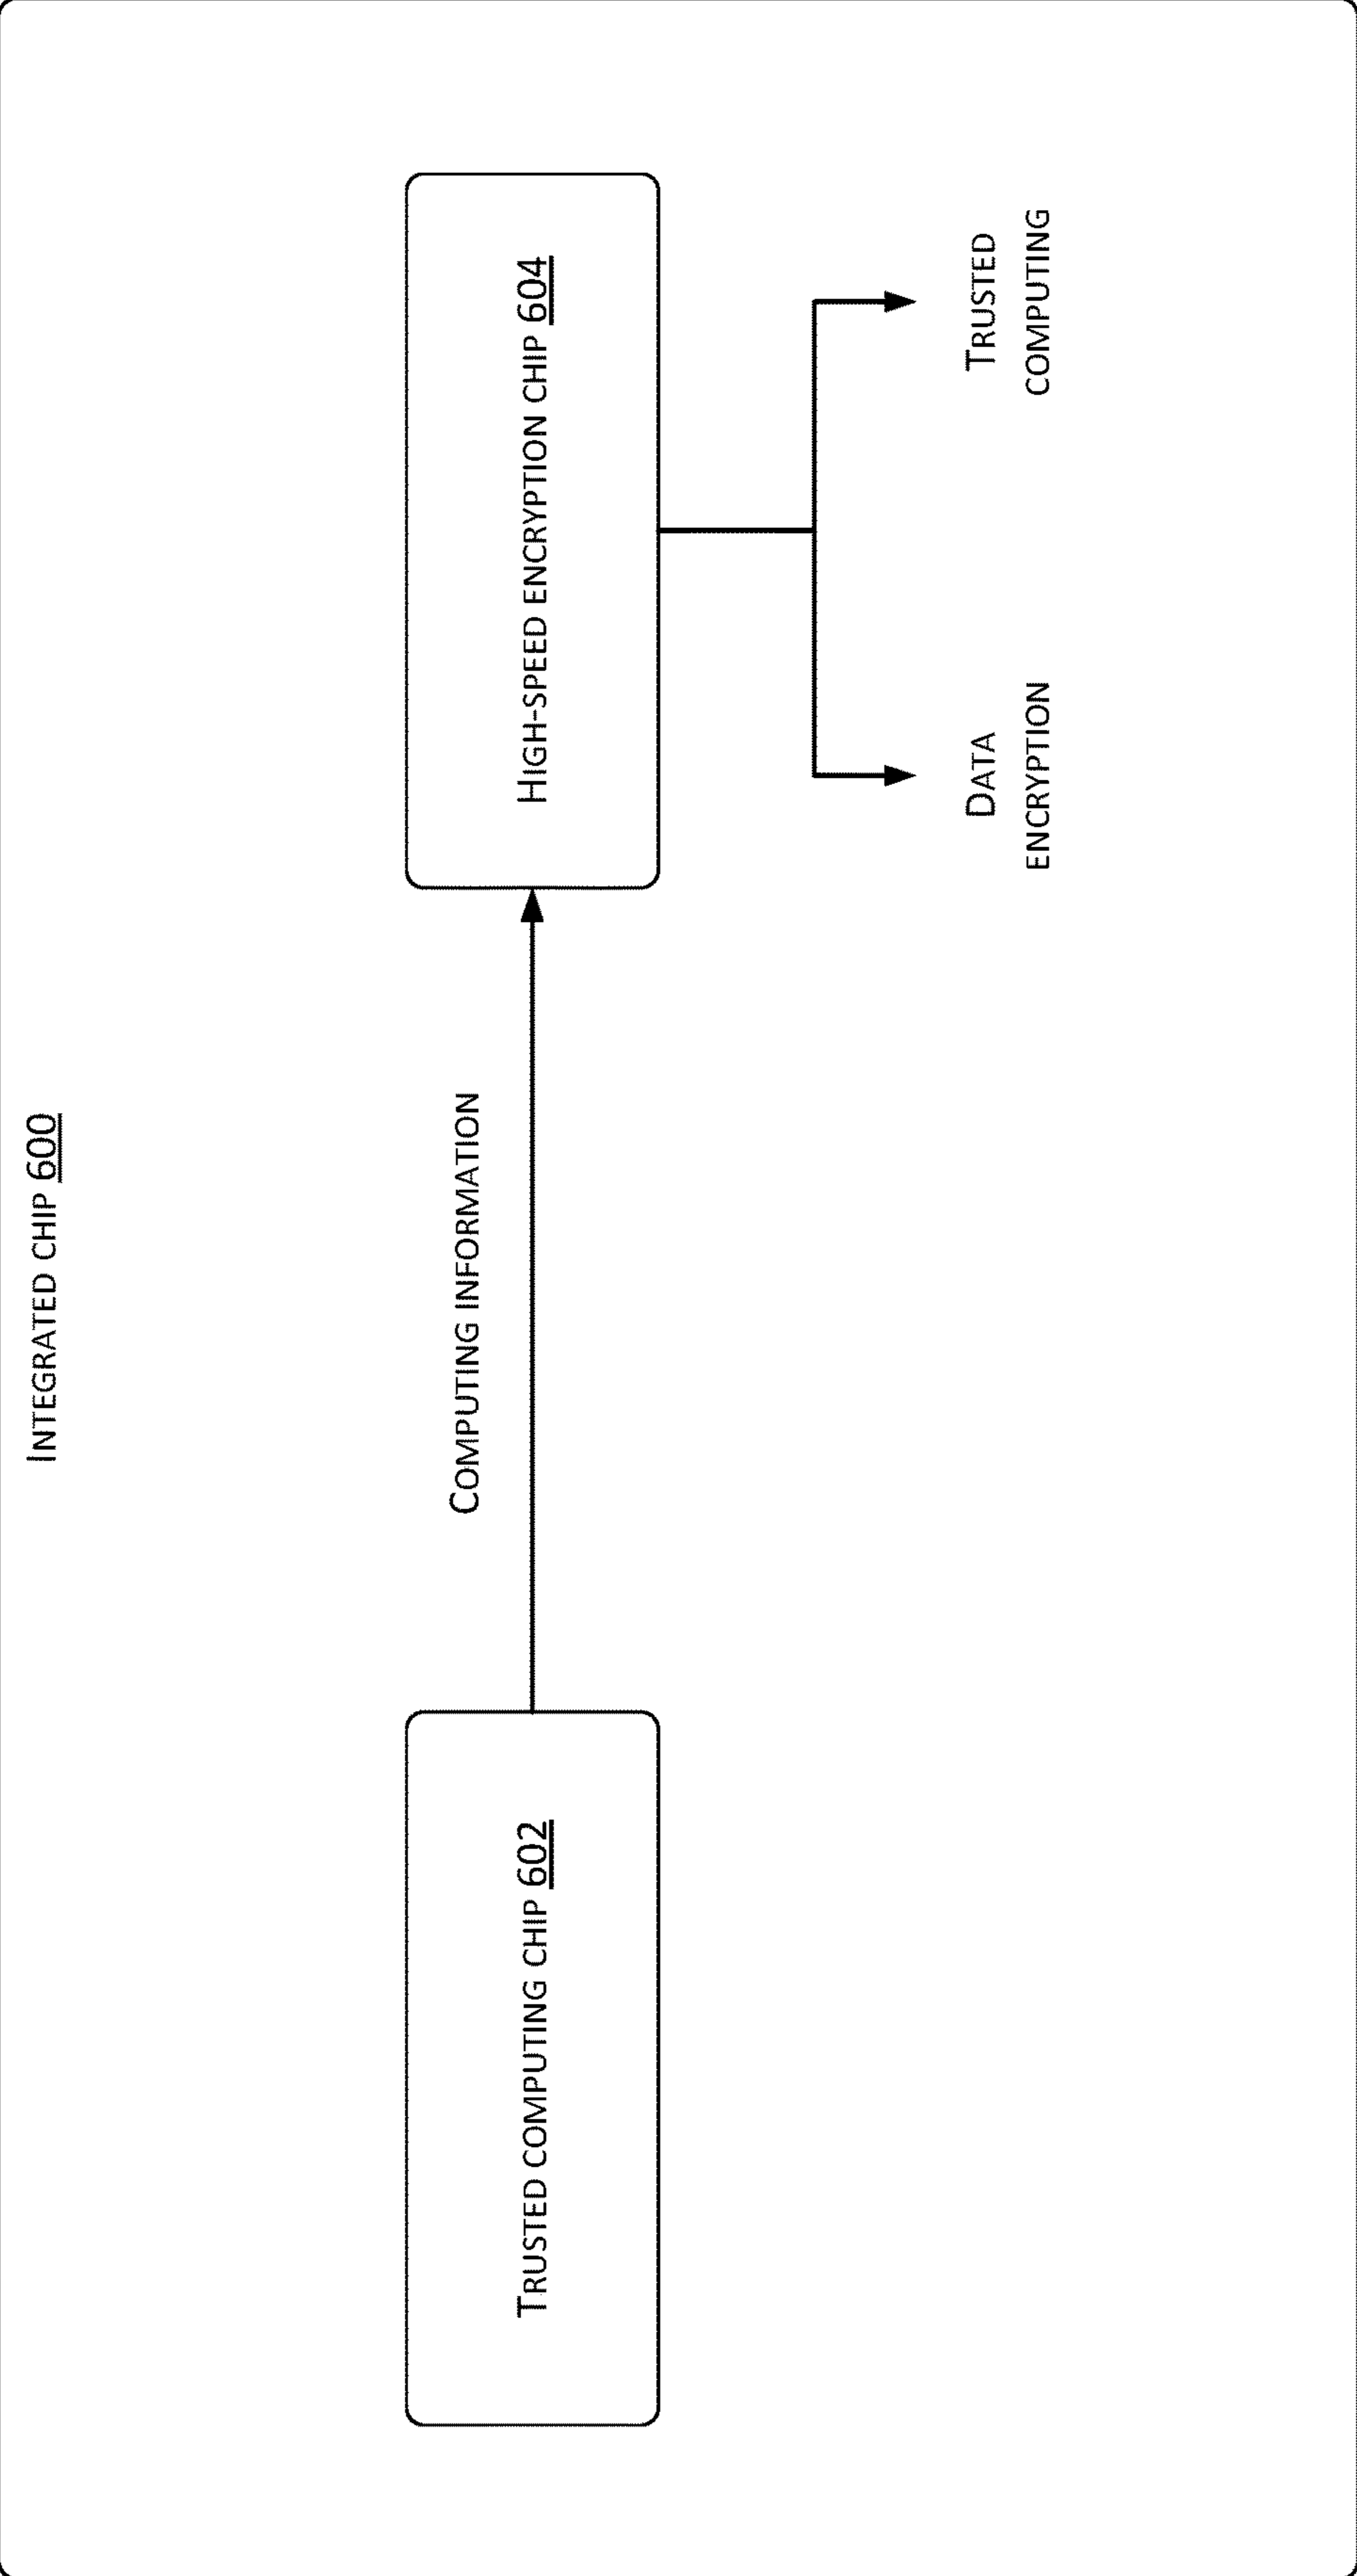 INTEGRATED CHIP 600
COMPUTING INFORMATION
TRUSTED COMPUTING CHIP 602
HIGH-SPEED ENCRYPTION CHIP 604
DATA
ENCRYPTION
TRUSTED
COMPUTING